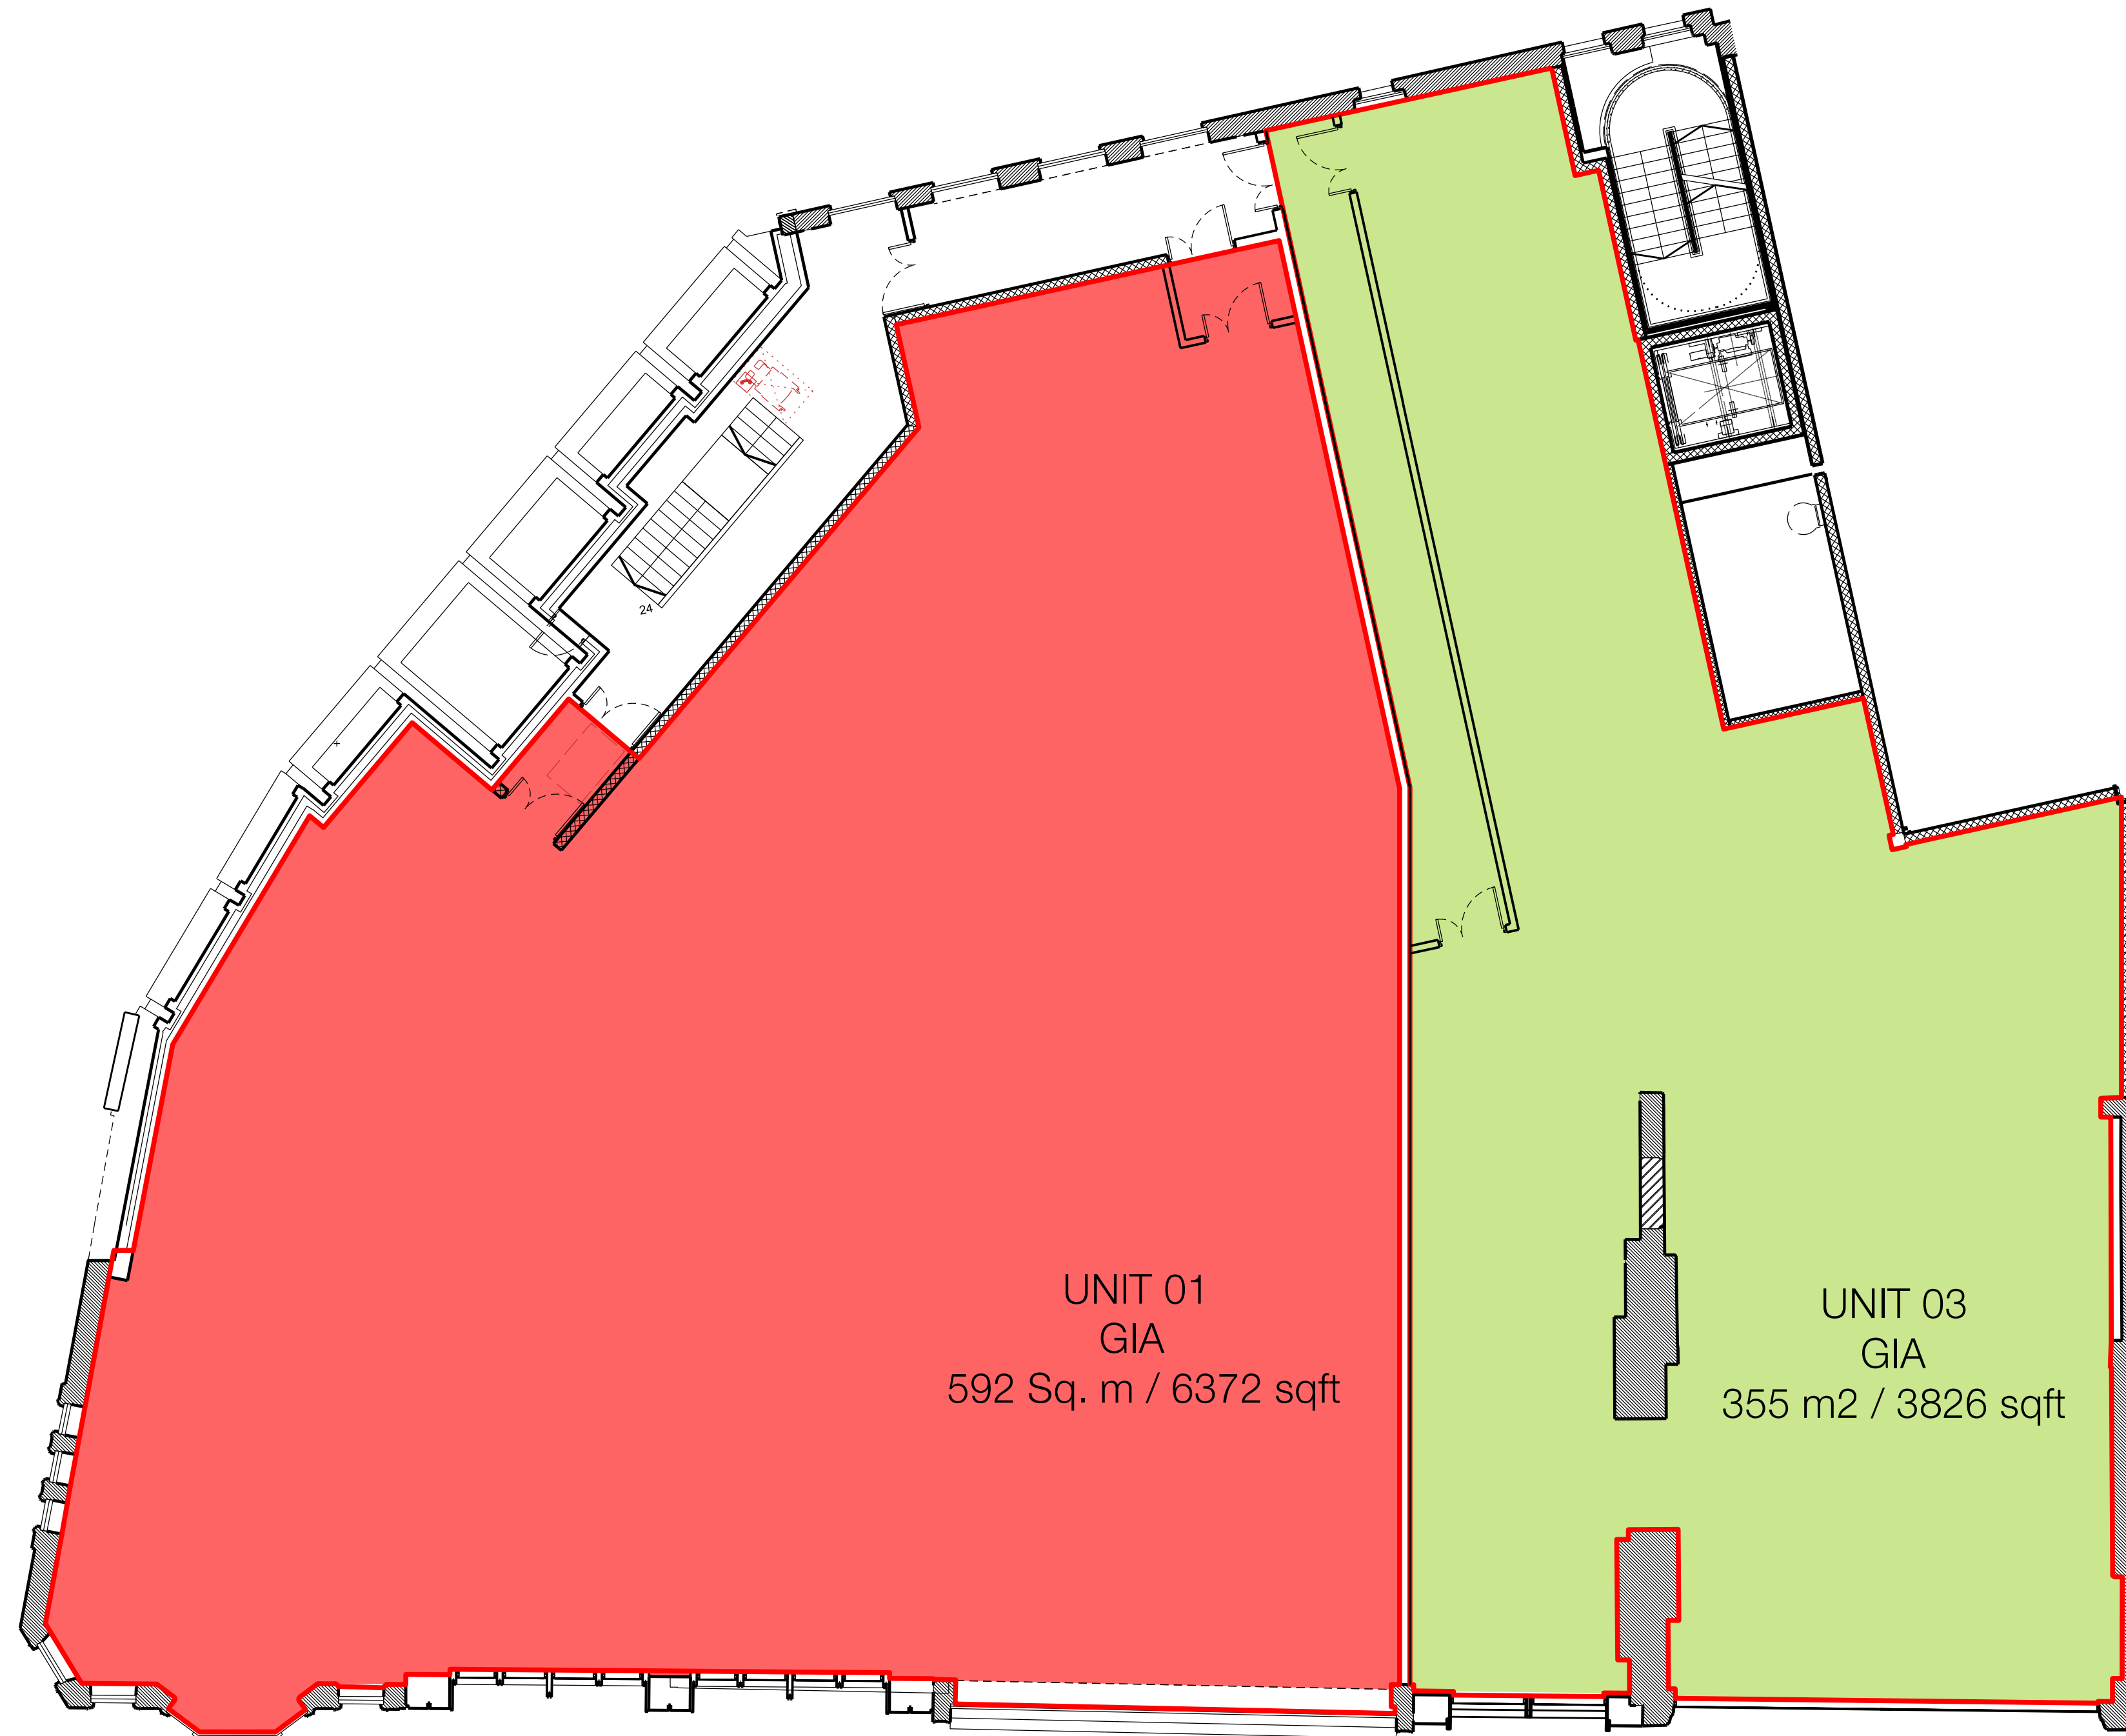 24
UNIT 01
GIA
592 Sq. m / 6372 sqft
UNIT 03
GIA
355 m2 / 3826 sqft